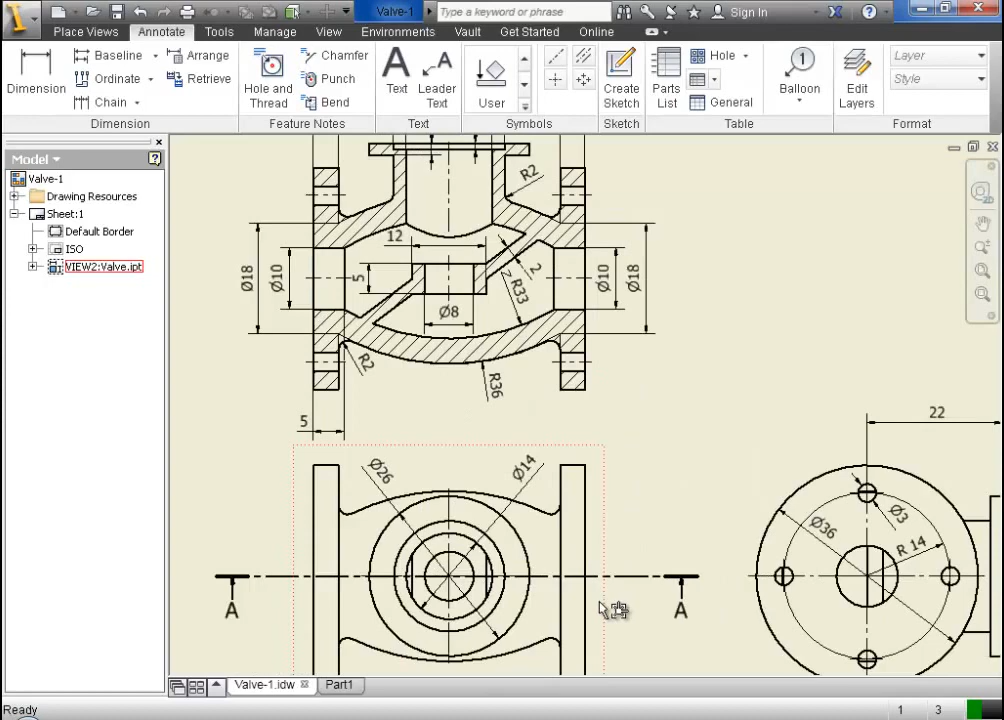 Valve-1
Type a keyword or phrase
Sign In
Place Views
Annotate
Tools
Manage
View
Environments
Vault
Get Started
Online
Dimension
Baseline
Ordinate
Chain
Arrange
Retrieve
Dimension
Hole and
Thread
Chamfer
Punch
Bend
Feature Notes
Text
Leader
Text
Text
User
Symbols
Create
Sketch
Sketch
Parts
List
Hole
General
Table
1
Balloon
Edit
Layers
Layer
Style
Format
Model
Valve-1
Drawing Resources
Sheet:1
Default Border
ISO
VIEW2:Valve.ipt
2D
R2
12
Ø18
Ø10
5
2
R33
Ø8
Ø10
Ø18
R2
R36
5
22
Ø26
Ø14
A
A
Ø36
Ø3
R 14
Valve-1.idw
Part1
Ready
1
3